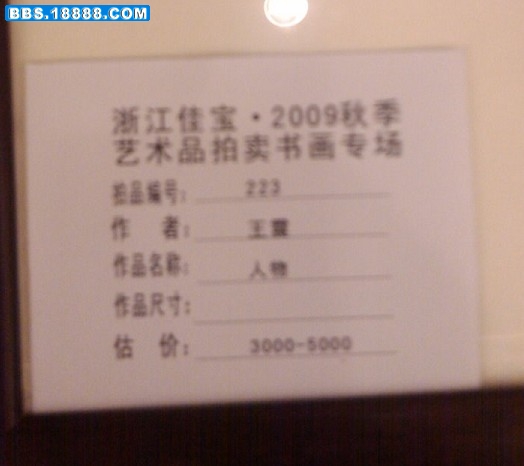 BBS.18888.COM
浙江佳宝·2009秋季
艺术品拍卖书画专场
拍品编号: 223
作 者: 王震
作品名称: 人物
作品尺寸:
估 价: 3000-5000